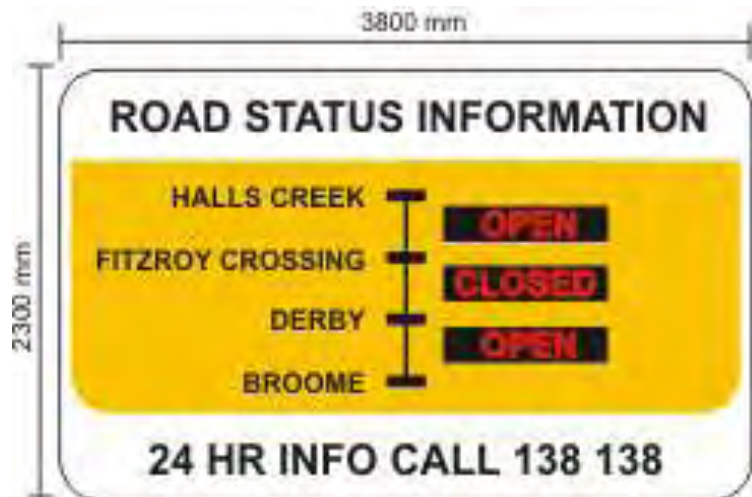 3800 mm
ROAD STATUS INFORMATION
HALLS CREEK
OPEN
FITZROY CROSSING
CLOSED
DERBY
OPEN
BROOME
24 HR INFO CALL 138 138
2300 mm